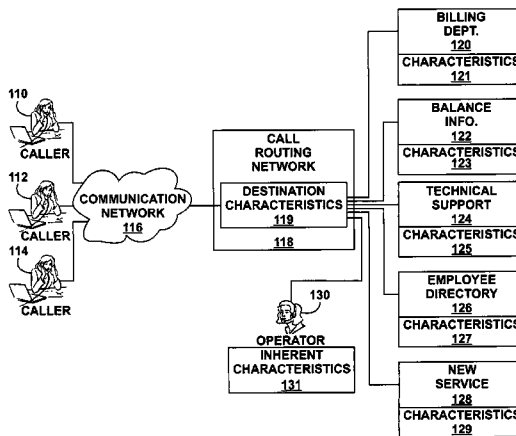 110
CALLER
112
CALLER
114
CALLER
COMMUNICATION
NETWORK 116
CALL
ROUTING
NETWORK
DESTINATION
CHARACTERISTICS
119
118
130
OPERATOR
INHERENT
CHARACTERISTICS
131
BILLING
DEPT.
120
CHARACTERISTICS
121
BALANCE
INFO.
122
CHARACTERISTICS
123
TECHNICAL
SUPPORT
124
CHARACTERISTICS
125
EMPLOYEE
DIRECTORY
126
CHARACTERISTICS
127
NEW
SERVICE
128
CHARACTERISTICS
129